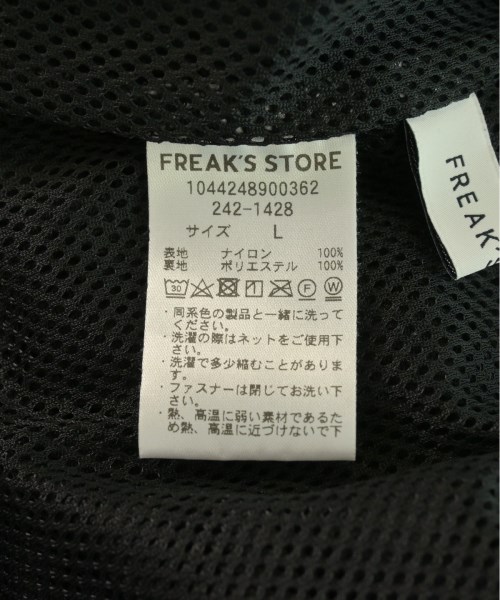 FREAK'S STORE
1044248900362
242-1428
サイズ L
表地 ナイロン 100%
裏地 ポリエステル 100%
30 F W
・同系色の製品と一緒に洗って
ください。
・洗濯の際はネットをご使用下
さい。
・洗濯で多少縮むことがありま
す。
・ファスナーは閉じてお洗い下
さい。
・熱、高温に弱い素材であるた
め熱、高温に近づけないで下
FREAK'S